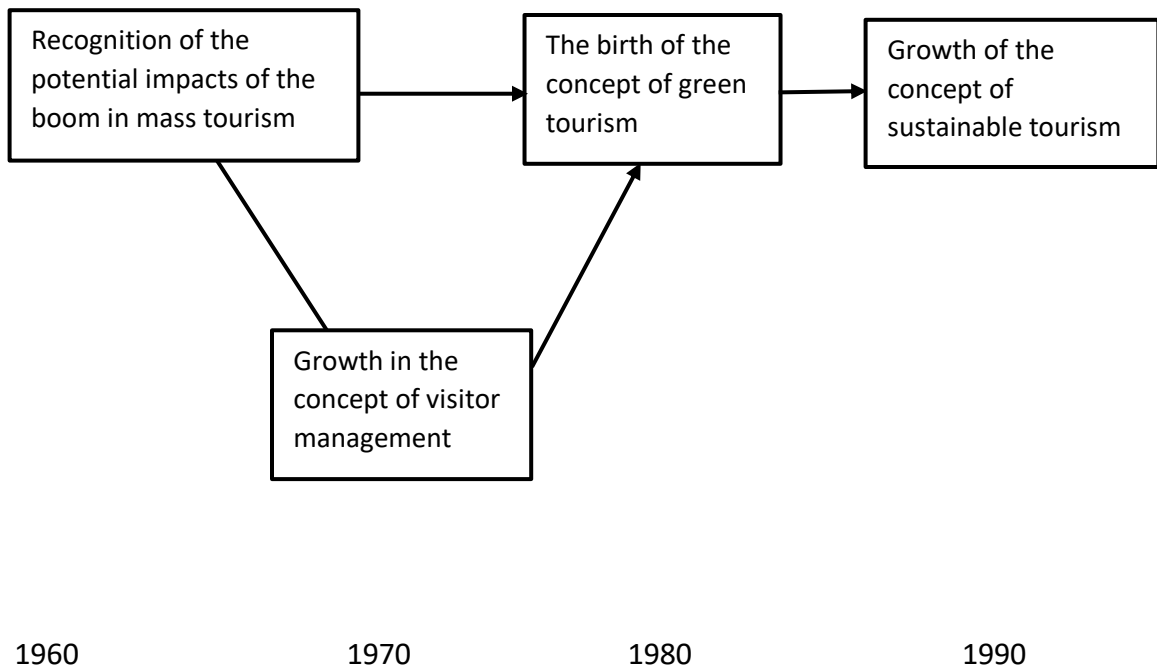 Recognition of the
potential impacts of the
boom in mass tourism
The birth of the
concept of green
tourism
Growth of the
concept of
sustainable tourism
Growth in the
concept of visitor
management
1960 1970 1980 1990